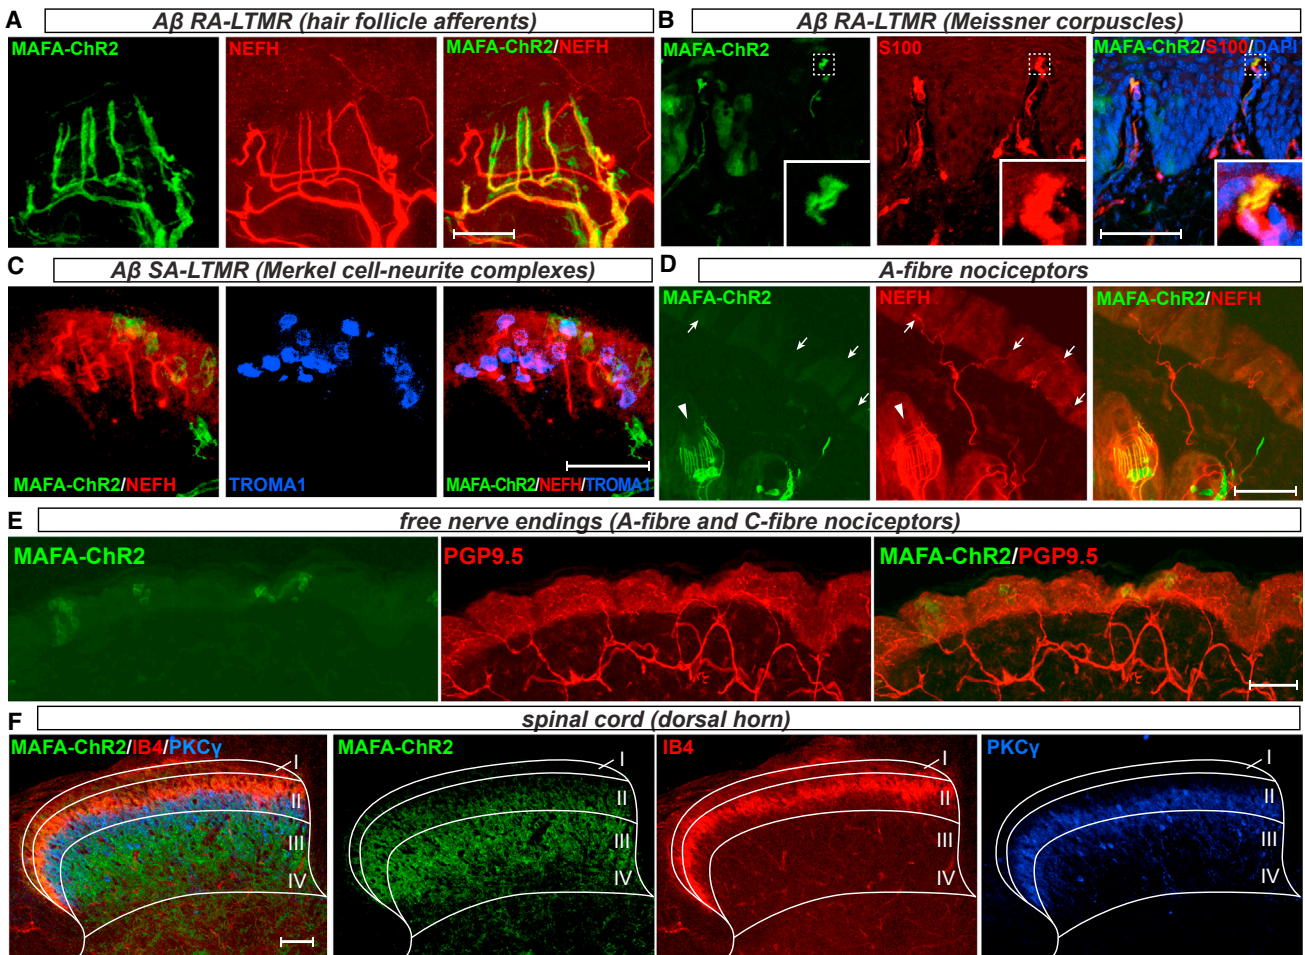 A
Aβ RA-LTMR (hair follicle afferents)
MAFA-ChR2
NEFH
MAFA-ChR2/NEFH
B
Aβ RA-LTMR (Meissner corpuscles)
MAFA-ChR2
S100
MAFA-ChR2/S100/DAPI
C
Aβ SA-LTMR (Merkel cell-neurite complexes)
MAFA-ChR2/NEFH
TROMA1
MAFA-ChR2/NEFH/TROMA1
D
A-fibre nociceptors
MAFA-ChR2
NEFH
MAFA-ChR2/NEFH
E
free nerve endings (A-fibre and C-fibre nociceptors)
MAFA-ChR2
PGP9.5
MAFA-ChR2/PGP9.5
F
spinal cord (dorsal horn)
MAFA-ChR2/IB4/PKCγ
I
II
III
IV
MAFA-ChR2
I
II
III
IV
IB4
I
II
III
IV
PKCγ
I
II
III
IV